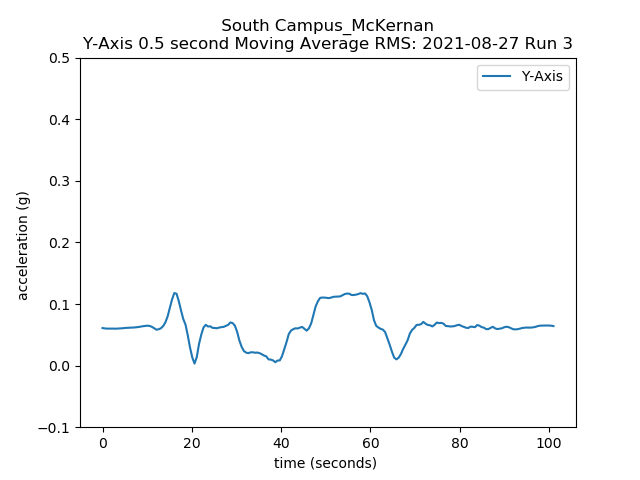 South Campus_McKernan
Y-Axis 0.5 second Moving Average RMS: 2021-08-27 Run 3
Y-Axis
0.5
0.4
0.3
0.2
0.1
0.0
−0.1
acceleration (g)
0 20 40 60 80 100
time (seconds)